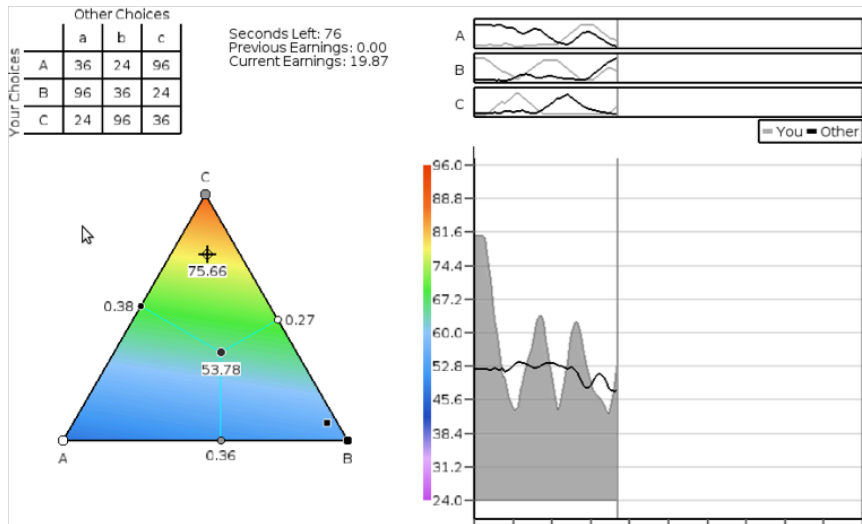 Other Choices
Your Choices
a b c
A 36 24 96
B 96 36 24
C 24 96 36
Seconds Left: 76
Previous Earnings: 0.00
Current Earnings: 19.87
A
B
C
You Other
C
75.66
0.38
0.27
53.78
A
0.36
B
96.0
88.8
81.6
74.4
67.2
60.0
52.8
45.6
38.4
31.2
24.0